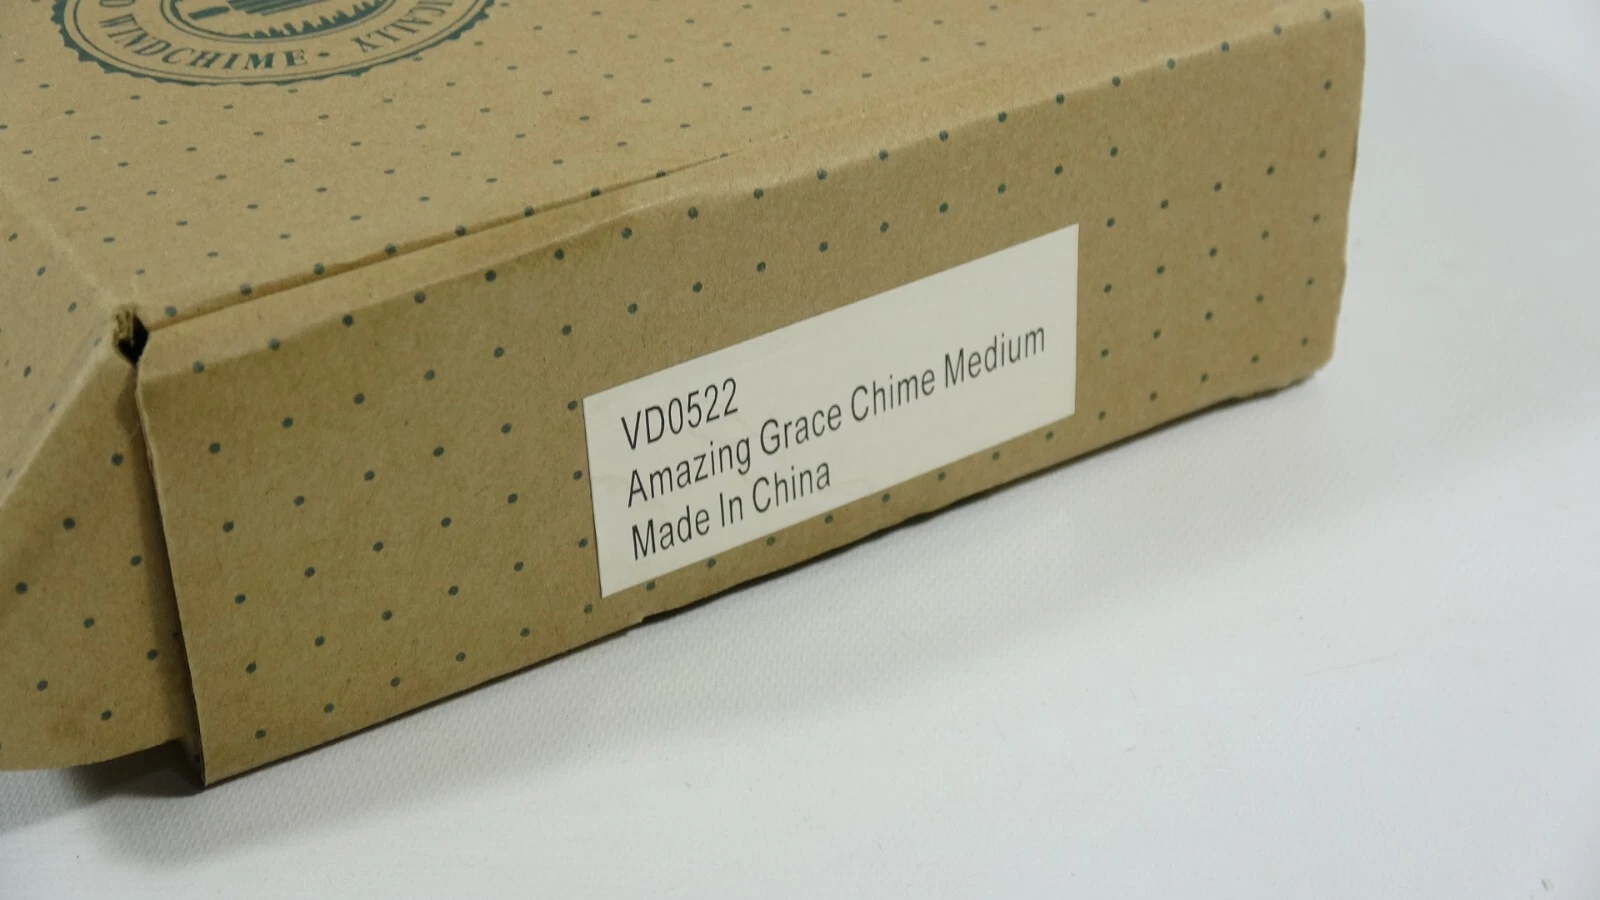 WINDCHIME
VD0522
Amazing Grace Chime Medium
Made In China